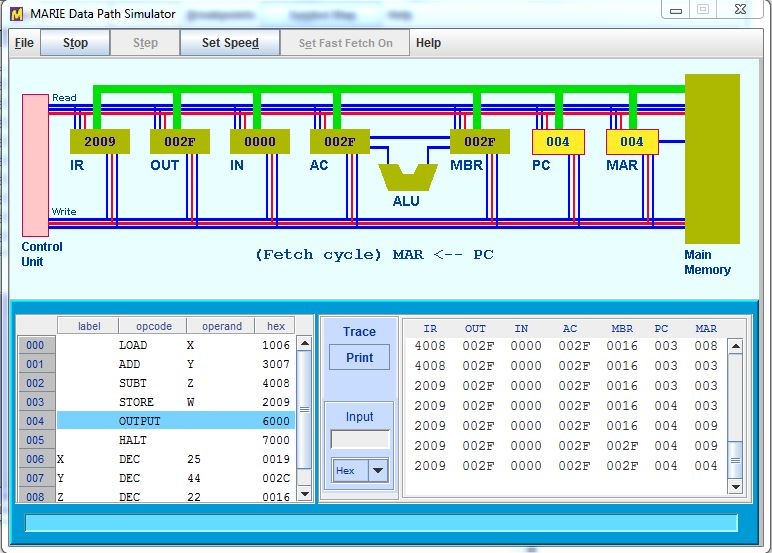 MARIE Data Path Simulator
File Stop Step Set Speed Set Fast Fetch On Help
Read
2009 002F 0000 002F 002F 004 004
IR OUT IN AC MBR PC MAR
ALU
Write
Control
Unit
(Fetch cycle) MAR <-- PC
Main
Memory
label opcode operand hex
000 LOAD X 1006
001 ADD Y 3007
002 SUBT Z 4008
003 STORE W 2009
004 OUTPUT 6000
005 HALT 7000
006 X DEC 25 0019
007 Y DEC 44 002C
008 Z DEC 22 0016
Trace
Print
Input
Hex
IR OUT IN AC MBR PC MAR
4008 002F 0000 002F 0016 003 008
4008 002F 0000 002F 0016 003 003
2009 002F 0000 002F 0016 003 003
2009 002F 0000 002F 0016 004 003
2009 002F 0000 002F 0016 004 009
2009 002F 0000 002F 002F 004 009
2009 002F 0000 002F 002F 004 004